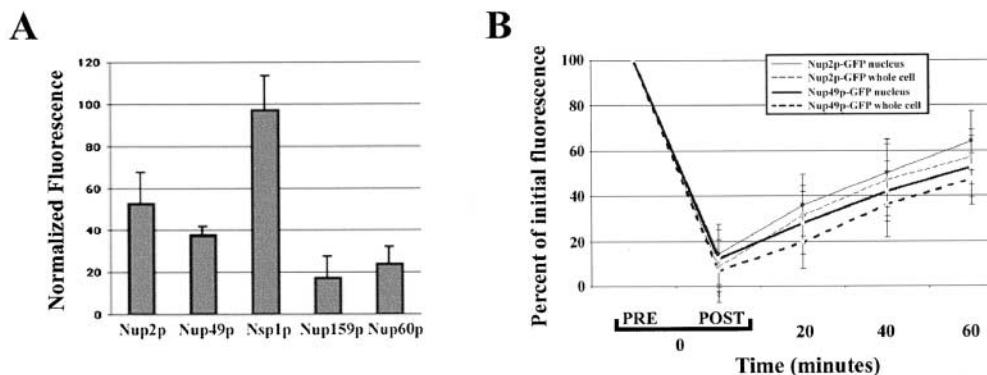 A
Normalized Fluorescence
120
100
80
60
40
20
0
Nup2p Nup49p Nsp1p Nup159p Nup60p
B
Percent of initial fluorescence
100
80
60
40
20
0
Nup2p-GFP nucleus
Nup2p-GFP whole cell
Nup49p-GFP nucleus
Nup49p-GFP whole cell
PRE POST 20 40 60
0
Time (minutes)